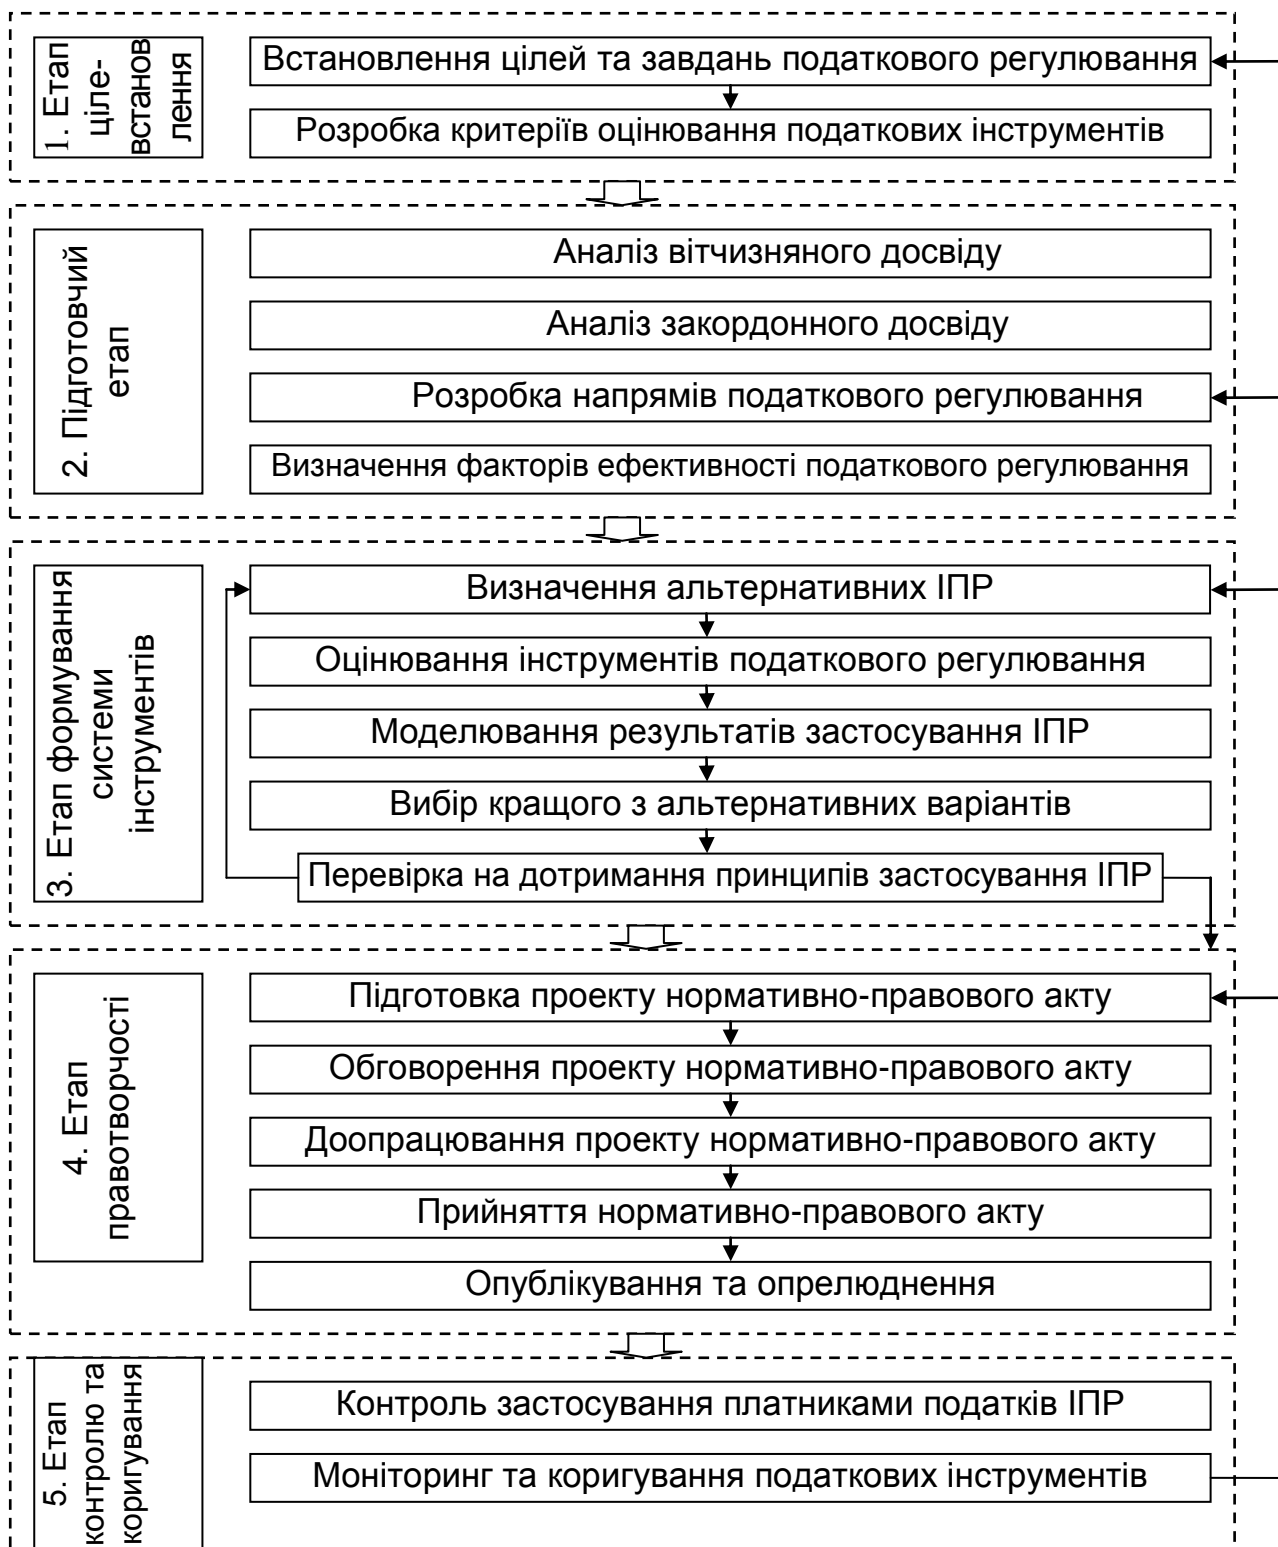 1. Етап
ціле-
встанов
лення
Встановлення цілей та завдань податкового регулювання
Розробка критеріїв оцінювання податкових інструментів
2. Підготовчий
етап
Аналіз вітчизняного досвіду
Аналіз закордонного досвіду
Розробка напрямів податкового регулювання
Визначення факторів ефективності податкового регулювання
3. Етап формування
системи
інструментів
Визначення альтернативних ІПР
Оцінювання інструментів податкового регулювання
Моделювання результатів застосування ІПР
Вибір кращого з альтернативних варіантів
Перевірка на дотримання принципів застосування ІПР
4. Етап
правотворчості
Підготовка проекту нормативно-правового акту
Обговорення проекту нормативно-правового акту
Доопрацювання проекту нормативно-правового акту
Прийняття нормативно-правового акту
Опублікування та опрелюднення
5. Етап
контролю та
коригування
Контроль застосування платниками податків ІПР
Моніторинг та коригування податкових інструментів